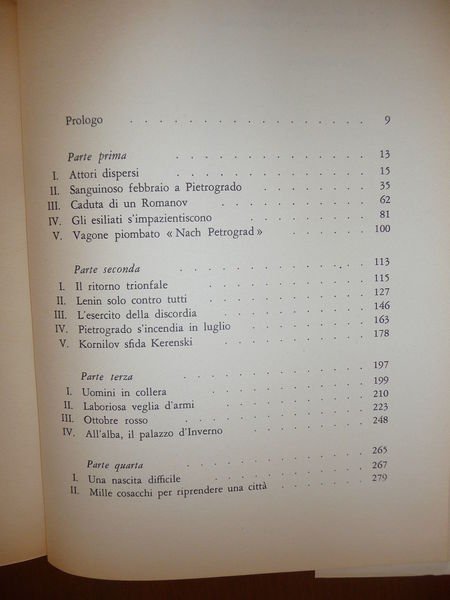 Prologo . . . . . . . . . . . 9
Parte prima . . . . . . . . . 13
I. Attori dispersi . . . . . . . . . 15
II. Sanguinoso febbraio a Pietrogrado . . . . . 35
III. Caduta di un Romanov . . . . . . . 62
IV. Gli esiliati s'impazientiscono . . . . . . 81
V. Vagone piombato « Nach Petrograd » . . . . 100
Parte seconda . . . . . . . . . 113
I. Il ritorno trionfale . . . . . . . . 115
II. Lenin solo contro tutti . . . . . . . 127
III. L'esercito della discordia . . . . . . . 146
IV. Pietrogrado s'incendia in luglio . . . . . 163
V. Kornilov sfida Kerenski . . . . . . . 178
Parte terza . . . . . . . . . 197
I. Uomini in collera . . . . . . . . 199
II. Laboriosa veglia d'armi . . . . . . . 210
III. Ottobre rosso . . . . . . . . . 223
IV. All'alba, il palazzo d'Inverno . . . . . . 248
Parte quarta . . . . . . . . . 265
I. Una nascita difficile . . . . . . . . 267
II. Mille cosacchi per riprendere una città . . . . 279